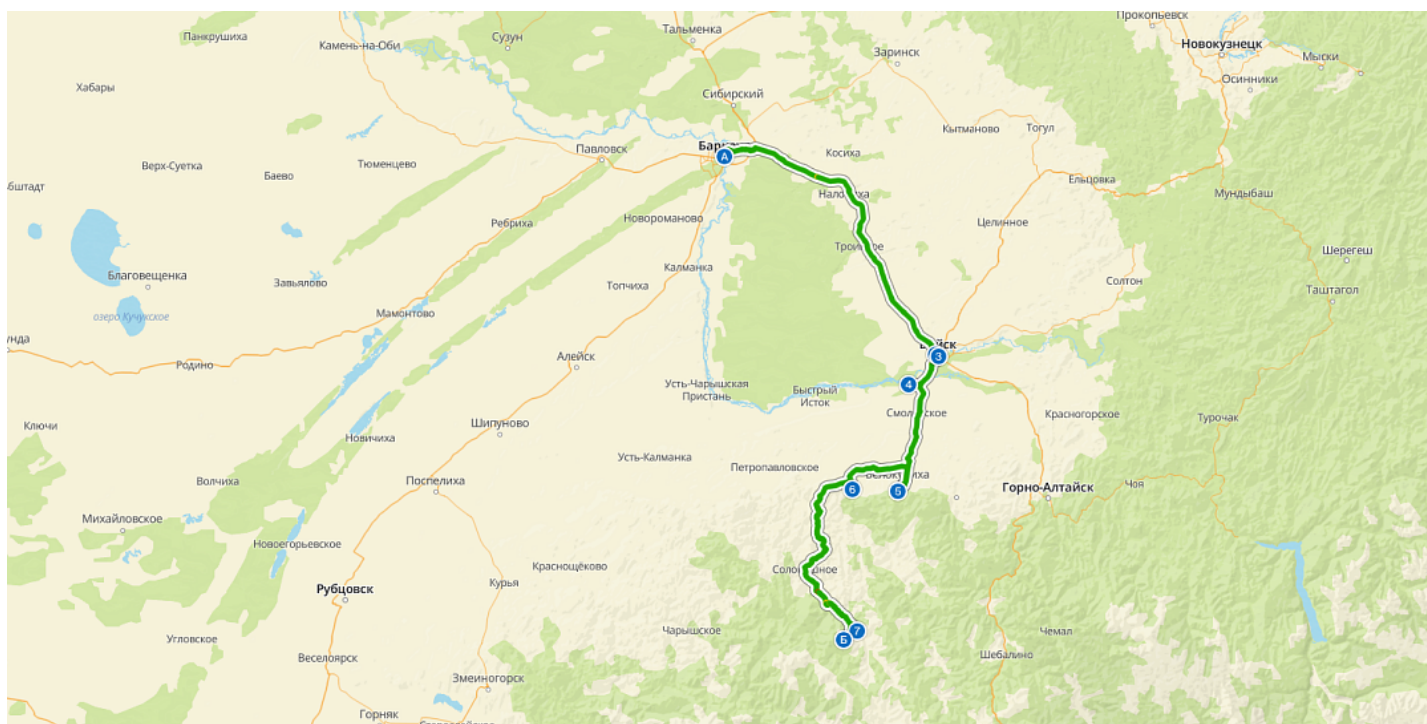 Прокопьевск
Панкрушиха
Камень-на-Оби
Сузун
Тальменка
Заринск
Новокузнецк
Мыски
Осинники
Хабары
Сибирский
Кытманово
Тогул
Верх-Суетка
Тюменцево
Павловск
А
Косиха
Баево
Ельцовка
Мундыбаш
Ребриха
Новороманово
Целинное
Шерегеш
Благовещенка
Завьялово
Калманка
Топчиха
Солтон
Таштагол
озеро Кучукское
Мамонтово
Родино
Алейск
3
Усть-Чарышская
Пристань
Быстрый
Исток
4
Красногорское
Турочак
Ключи
Шипуново
Новичиха
Усть-Калманка
Петропавловское
Волчиха
Поспелиха
6
5
Горно-Алтайск
Чоя
Михайловское
Новоегорьевское
Рубцовск
Курья
Краснощёково
Угловское
Чарышское
7
Б
Чемал
Веселоярск
Шебалино
Змеиногорск
Горняк